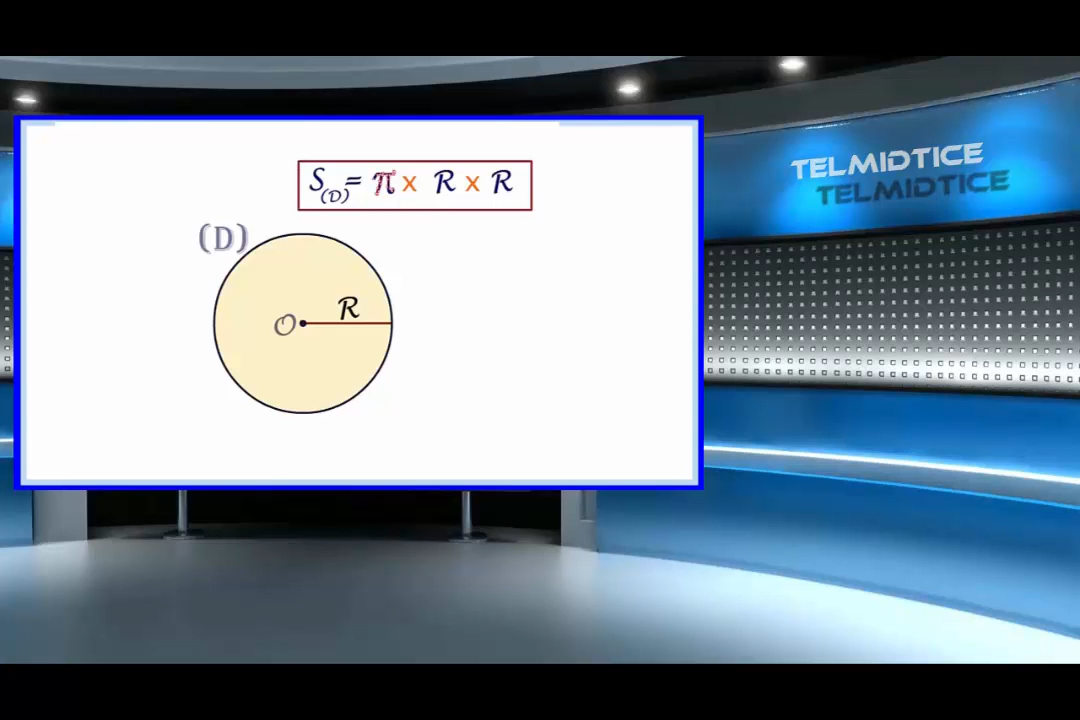 TELMIDTICE
TELMIDTICE
S(D) = π x R x R
(D)
R
O